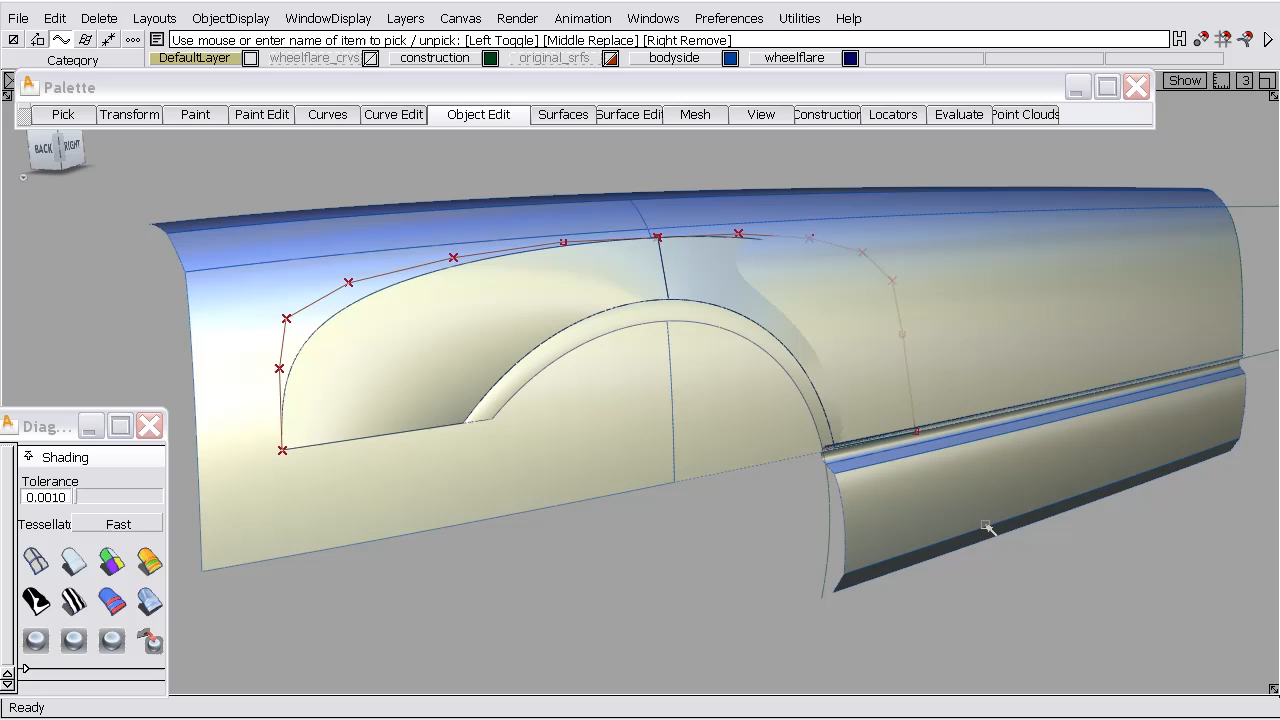 File Edit Delete Layouts ObjectDisplay WindowDisplay Layers Canvas Render Animation Windows Preferences Utilities Help
Use mouse or enter name of item to pick / unpick: [Left Toggle] [Middle Replace] [Right Remove]
Category DefaultLayer wheelflare_crvs construction original_srfs bodyside wheelflare
Palette
Show 3
Pick Transform Paint Paint Edit Curves Curve Edit Object Edit Surfaces Surface Edi Mesh View Construction Locators Evaluate Point Clouds
BACK RIGHT
Diag...
Shading
Tolerance
0.0010
Tessellat Fast
Ready